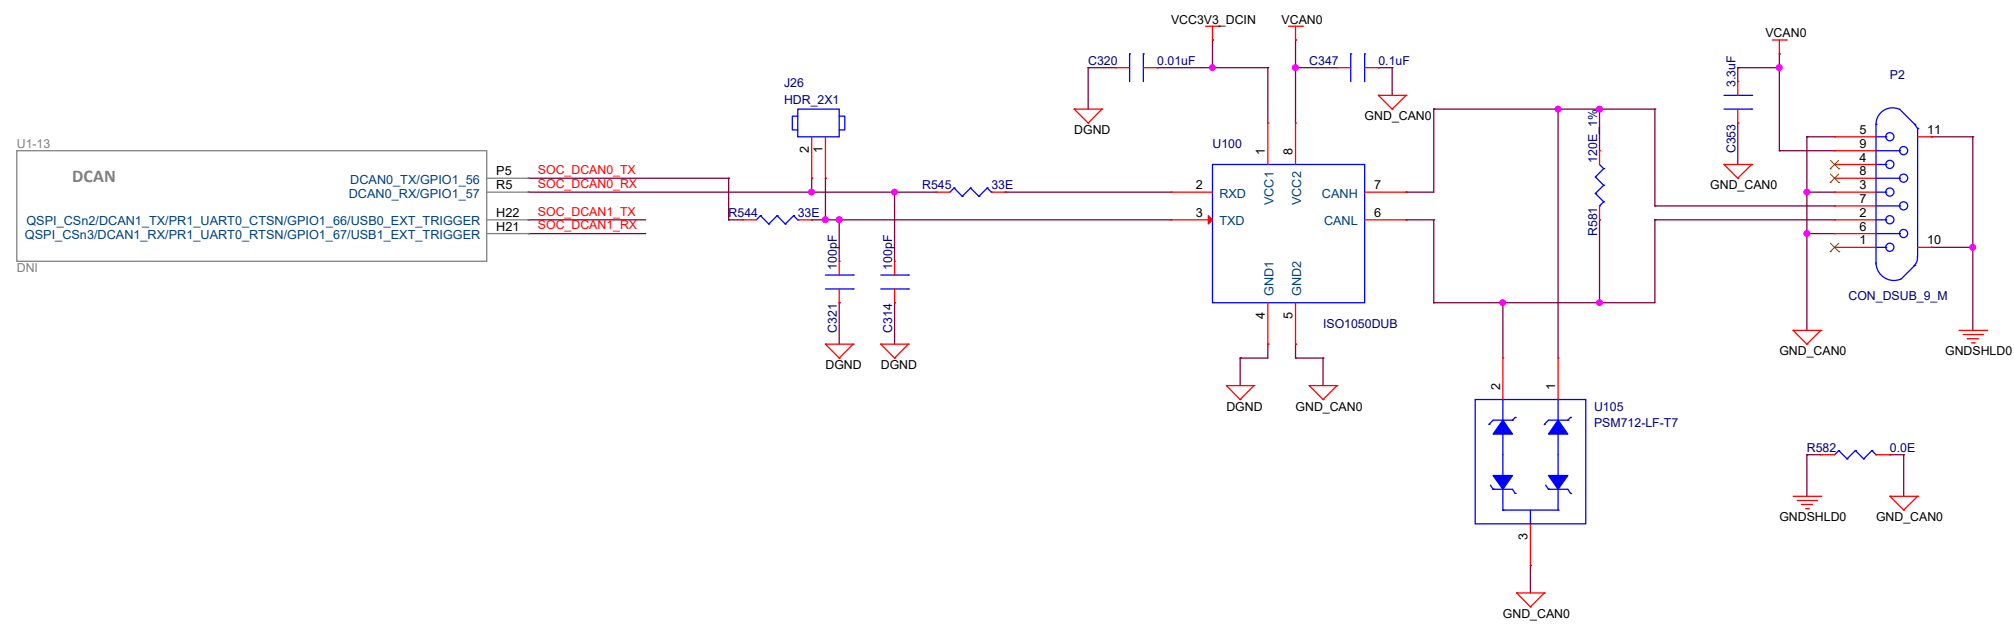 VCC3V3_DCIN
VCAN0
C320
0.01uF
C347
0.1uF
VCAN0
3.3uF
P2
J26
HDR_2X1
DGND
GND_CAN0
C353
U1-13
DCAN
2
1
U100
1
8
120E_1%
5
9
4
8
3
7
2
6
1
11
10
DCAN0_TX/GPIO1_56
P5
SOC_DCAN0_TX
DCAN0_RX/GPIO1_57
R5
SOC_DCAN0_RX
R545
33E
2
RXD
VCC1
VCC2
CANH
7
GND_CAN0
QSPI_CSn2/DCAN1_TX/PR1_UART0_CTSN/GPIO1_66/USB0_EXT_TRIGGER
H22
SOC_DCAN1_TX
R544
33E
3
TXD
CANL
6
R581
QSPI_CSn3/DCAN1_RX/PR1_UART0_RTSN/GPIO1_67/USB1_EXT_TRIGGER
H21
SOC_DCAN1_RX
DNI
100pF
100pF
GND1
GND2
C321
C314
4
5
ISO1050DUB
CON_DSUB_9_M
DGND
DGND
GND_CAN0
GNDSHLD0
DGND
GND_CAN0
2
1
U105
PSM712-LF-T7
R582
0.0E
3
GNDSHLD0
GND_CAN0
GND_CAN0